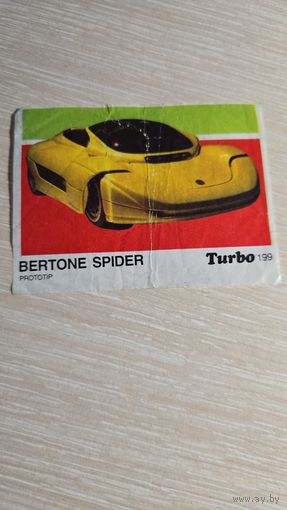 BERTONE SPIDER
PROTOTIP
Turbo 199
www.ay.by